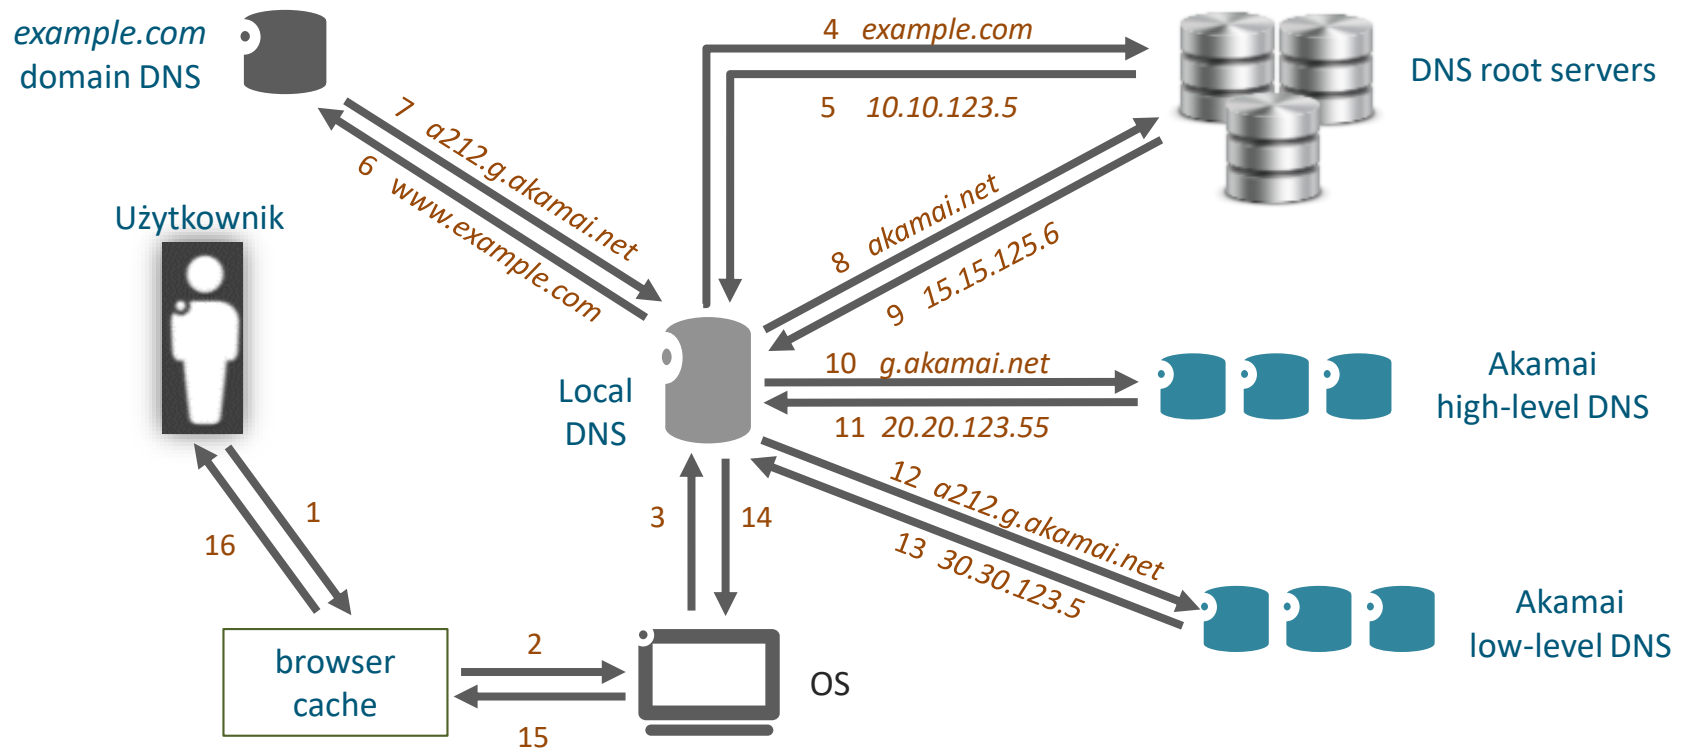 example.com
domain DNS
4 example.com
DNS root servers
5 10.10.123.5
7 a212.g.akamai.net
6 www.example.com
Użytkownik
8 akamai.net
9 15.15.125.6
10 g.akamai.net
11 20.20.123.55
Akamai
high-level DNS
Local
DNS
12 a212.g.akamai.net
13 30.30.123.5
1
16
3
14
Akamai
low-level DNS
browser
cache
2
15
OS